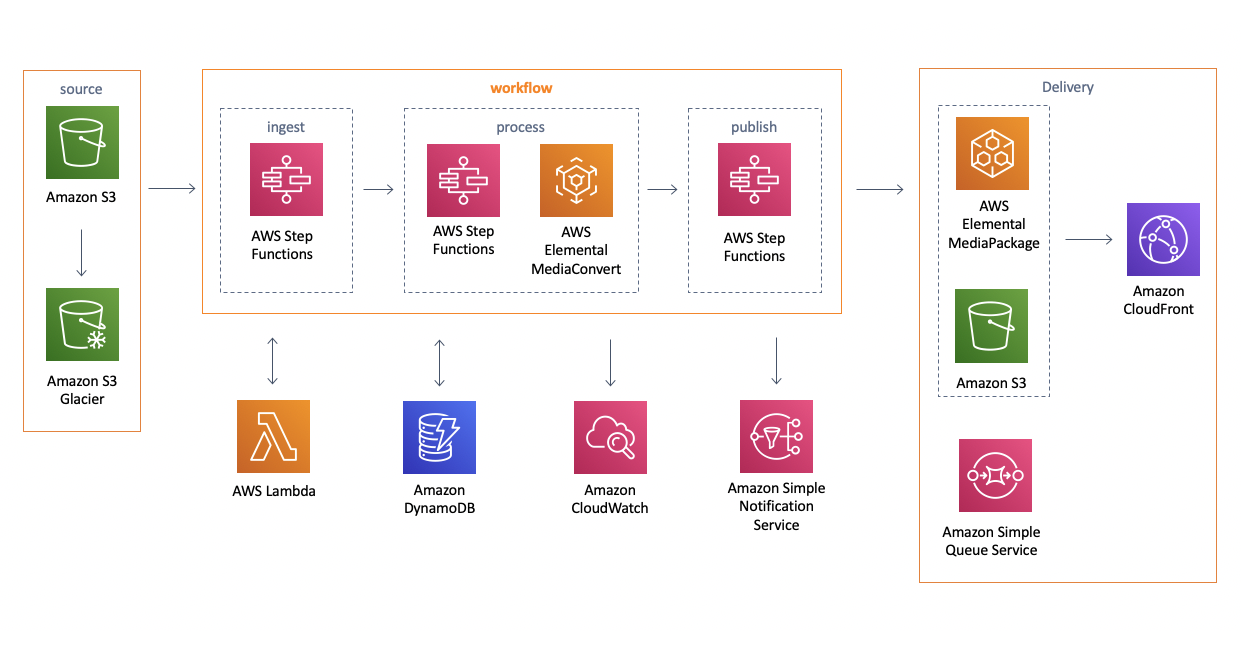 source
Amazon S3
Amazon S3
Glacier
workflow
ingest
AWS Step
Functions
process
AWS Step
Functions
AWS
Elemental
MediaConvert
publish
AWS Step
Functions
AWS Lambda
Amazon
DynamoDB
Amazon
CloudWatch
Amazon Simple
Notification
Service
Delivery
AWS
Elemental
MediaPackage
Amazon S3
Amazon
CloudFront
Amazon Simple
Queue Service